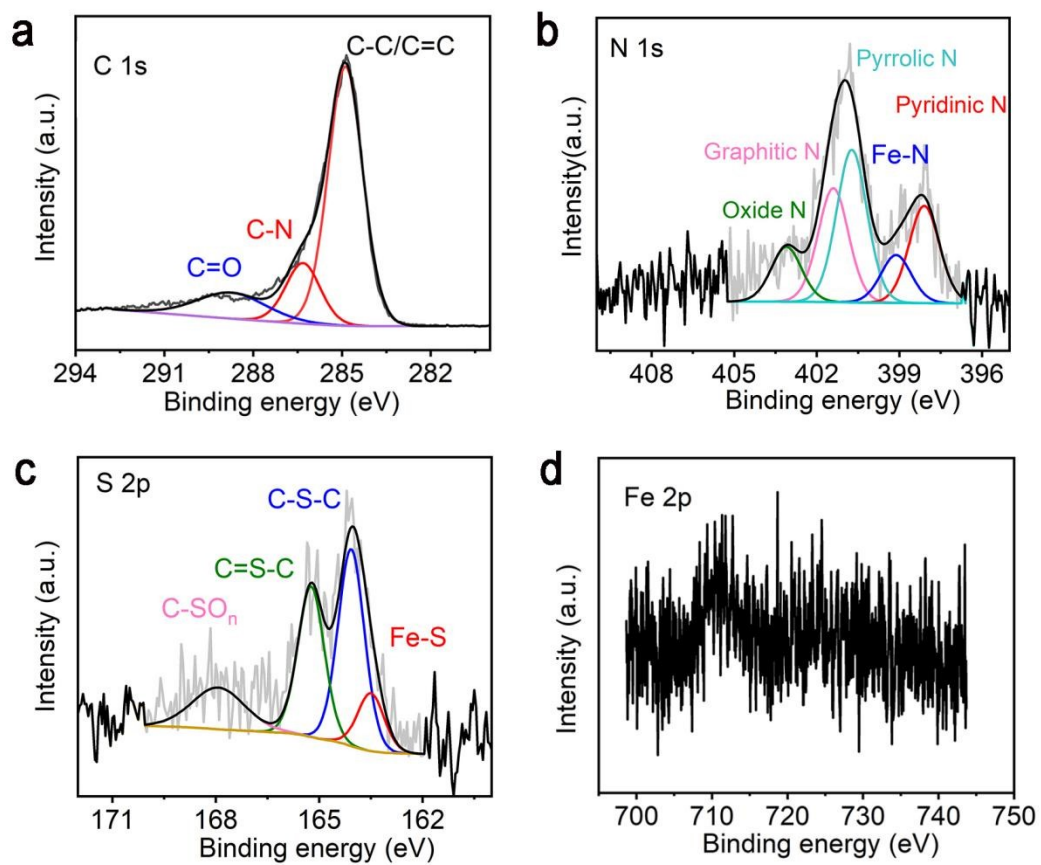 a
C 1s
C-C/C=C
C-N
C=O
Intensity (a.u.)
294 291 288 285 282
Binding energy (eV)
b
N 1s
Pyrrolic N
Pyridinic N
Graphitic N
Fe-N
Oxide N
Intensity(a.u.)
408 405 402 399 396
Binding energy (eV)
c
S 2p
C-S-C
C=S-C
C-SOn
Fe-S
Intensity (a.u.)
171 168 165 162
Binding energy (eV)
d
Fe 2p
Intensity (a.u.)
700 710 720 730 740 750
Binding energy (eV)